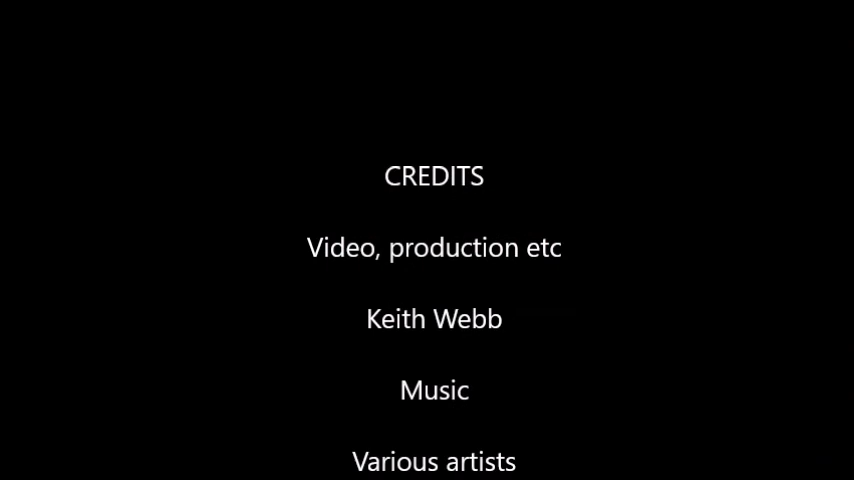 CREDITS
Video, production etc
Keith Webb
Music
Various artists